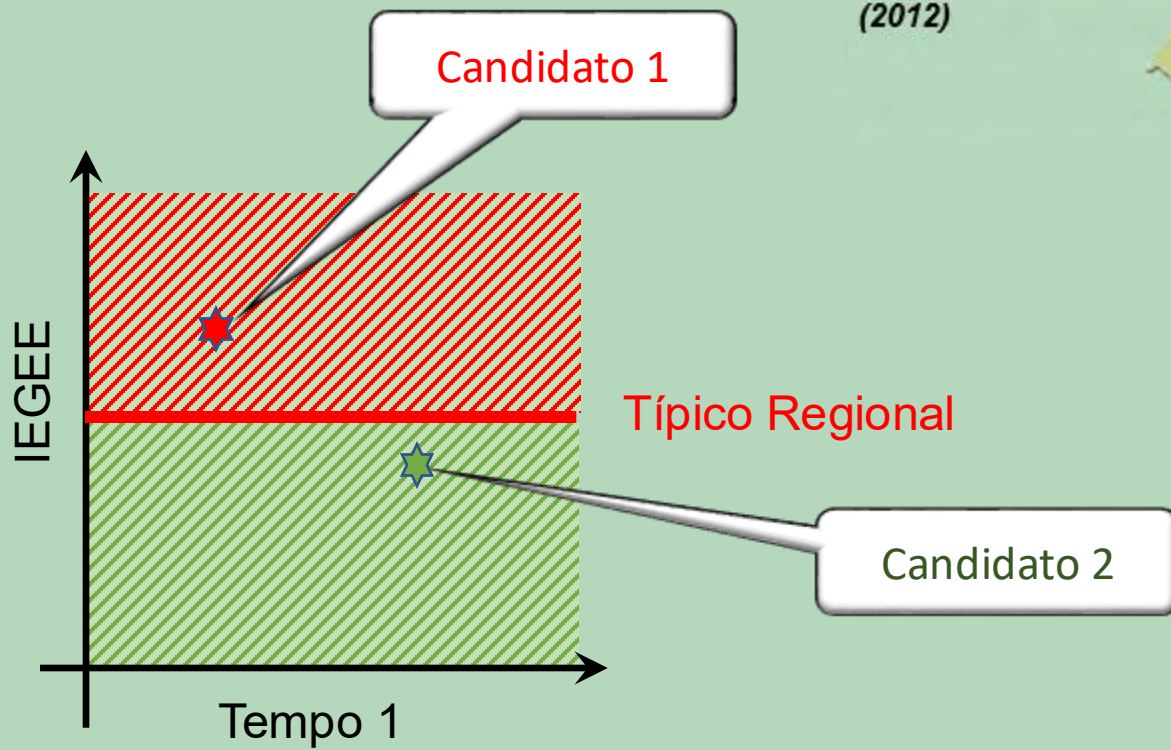 (2012)
Candidato 1
IEGEE
Típico Regional
Candidato 2
Tempo 1